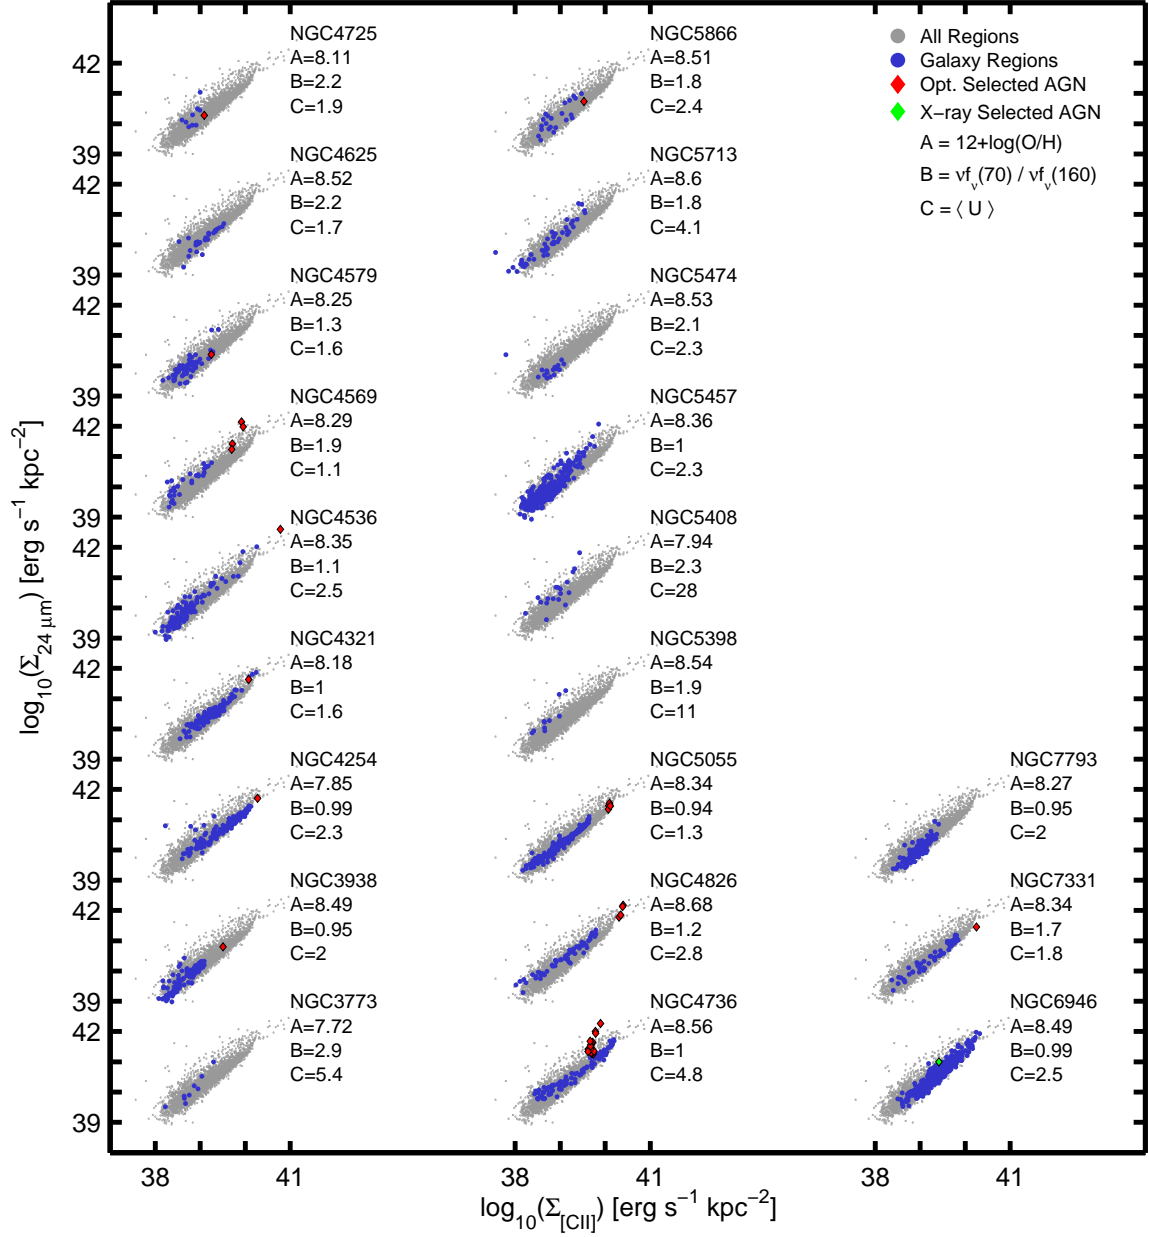 NGC4725
A=8.11
B=2.2
C=1.9
NGC4625
A=8.52
B=2.2
C=1.7
NGC4579
A=8.25
B=1.3
C=1.6
NGC4569
A=8.29
B=1.9
C=1.1
NGC4536
A=8.35
B=1.1
C=2.5
NGC4321
A=8.18
B=1
C=1.6
NGC4254
A=7.85
B=0.99
C=2.3
NGC3938
A=8.49
B=0.95
C=2
NGC3773
A=7.72
B=2.9
C=5.4
NGC5866
A=8.51
B=1.8
C=2.4
NGC5713
A=8.6
B=1.8
C=4.1
NGC5474
A=8.53
B=2.1
C=2.3
NGC5457
A=8.36
B=1
C=2.3
NGC5408
A=7.94
B=2.3
C=28
NGC5398
A=8.54
B=1.9
C=11
NGC5055
A=8.34
B=0.94
C=1.3
NGC4826
A=8.68
B=1.2
C=2.8
NGC4736
A=8.56
B=1
C=4.8
All Regions
Galaxy Regions
Opt. Selected AGN
X−ray Selected AGN
A = 12+log(O/H)
B = νf_ν(70) / νf_ν(160)
C = ⟨ U ⟩
NGC7793
A=8.27
B=0.95
C=2
NGC7331
A=8.34
B=1.7
C=1.8
NGC6946
A=8.49
B=0.99
C=2.5
42
39
42
39
42
39
42
39
42
39
42
39
42
39
42
39
42
39
log₁₀(Σ_{24 μm}) [erg s⁻¹ kpc⁻²]
38 41 38 41 38 41
log₁₀(Σ_{[CII]}) [erg s⁻¹ kpc⁻²]